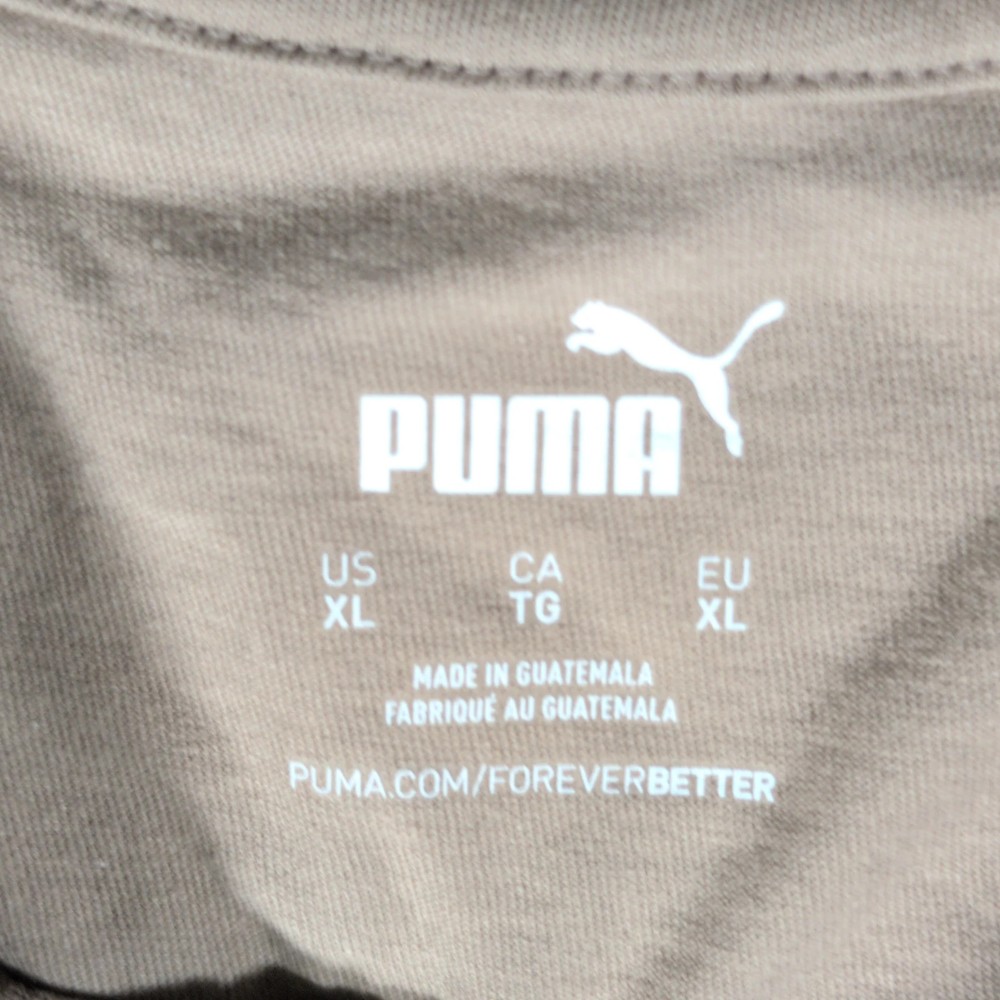 PUMA
US CA EU
XL TG XL
MADE IN GUATEMALA
FABRIQUÉ AU GUATEMALA
PUMA.COM/FOREVERBETTER